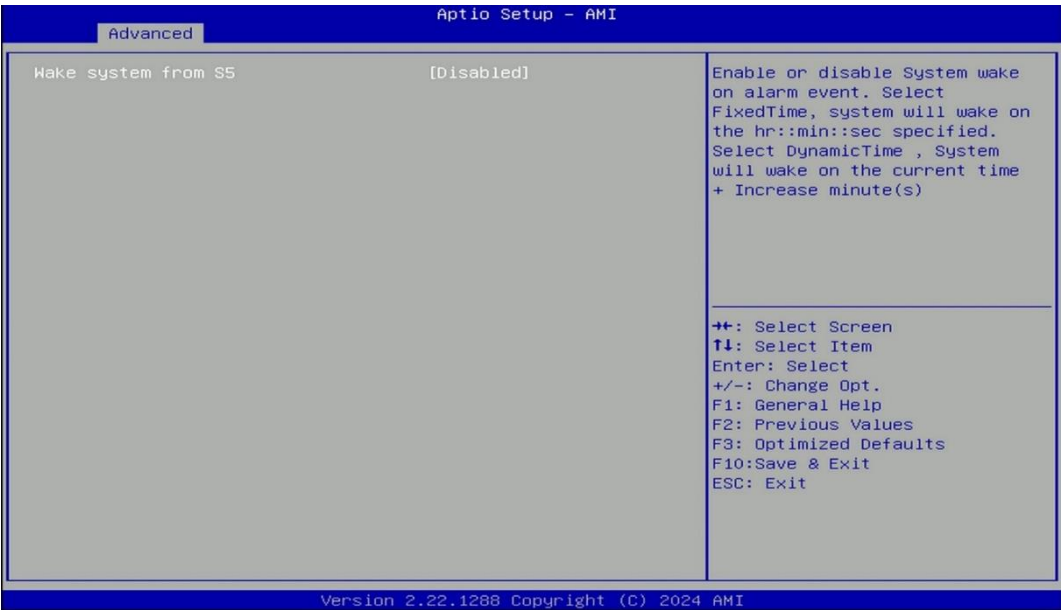 Aptio Setup - AMI
Advanced
Wake system from S5 [Disabled]
Enable or disable System wake
on alarm event. Select
FixedTime, system will wake on
the hr::min::sec specified.
Select DynamicTime , System
will wake on the current time
+ Increase minute(s)
→←: Select Screen
↑↓: Select Item
Enter: Select
+/-: Change Opt.
F1: General Help
F2: Previous Values
F3: Optimized Defaults
F10:Save & Exit
ESC: Exit
Version 2.22.1288 Copyright (C) 2024 AMI